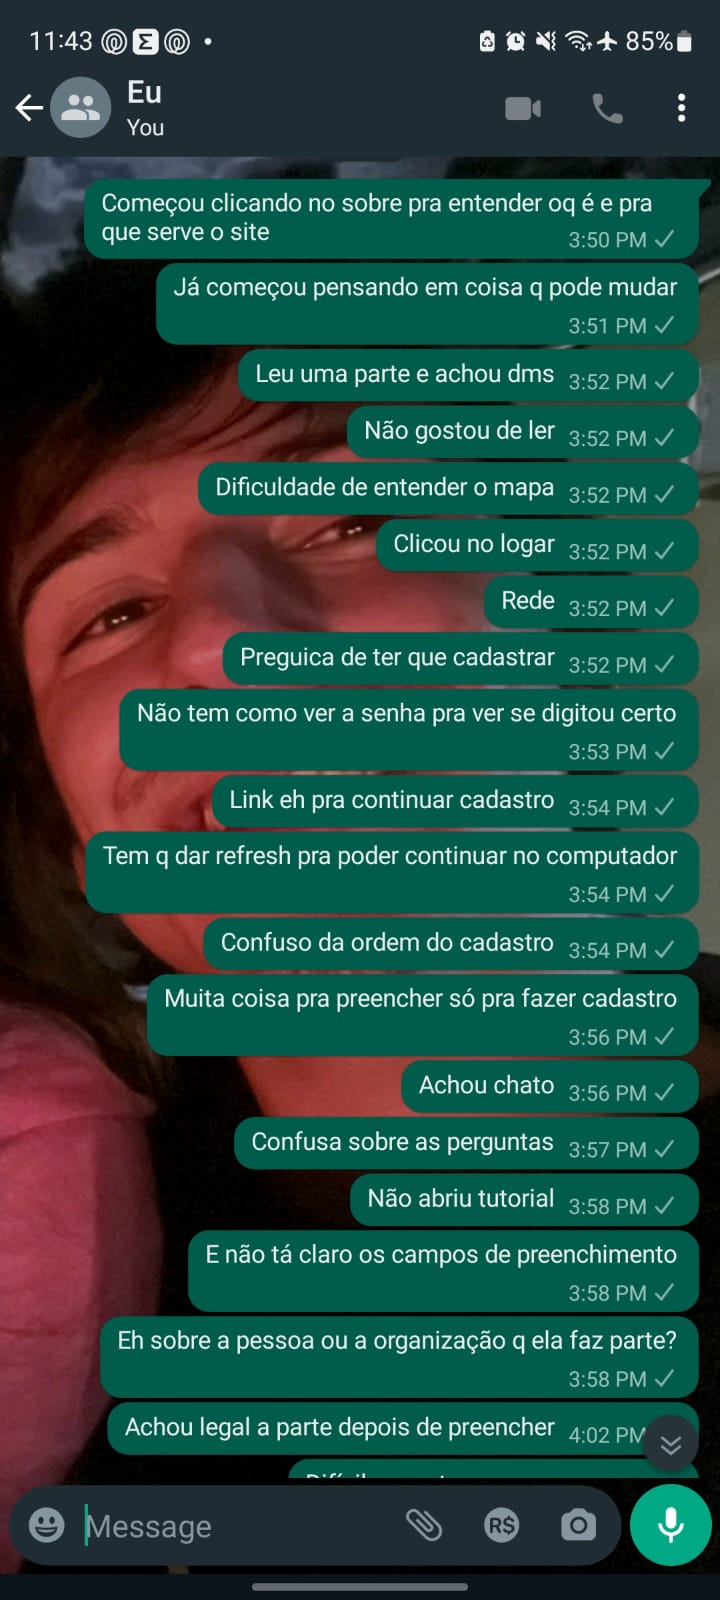 11:43
85%
Eu
You
Começou clicando no sobre pra entender oq é e pra
que serve o site
3:50 PM
Já começou pensando em coisa q pode mudar
3:51 PM
Leu uma parte e achou dms 3:52 PM
Não gostou de ler 3:52 PM
Dificuldade de entender o mapa 3:52 PM
Clicou no logar 3:52 PM
Rede 3:52 PM
Preguica de ter que cadastrar 3:52 PM
Não tem como ver a senha pra ver se digitou certo
3:53 PM
Link eh pra continuar cadastro 3:54 PM
Tem q dar refresh pra poder continuar no computador
3:54 PM
Confuso da ordem do cadastro 3:54 PM
Muita coisa pra preencher só pra fazer cadastro
3:56 PM
Achou chato 3:56 PM
Confusa sobre as perguntas 3:57 PM
Não abriu tutorial 3:58 PM
E não tá claro os campos de preenchimento
3:58 PM
Eh sobre a pessoa ou a organização q ela faz parte?
3:58 PM
Achou legal a parte depois de preencher 4:02 PM
Message
R$